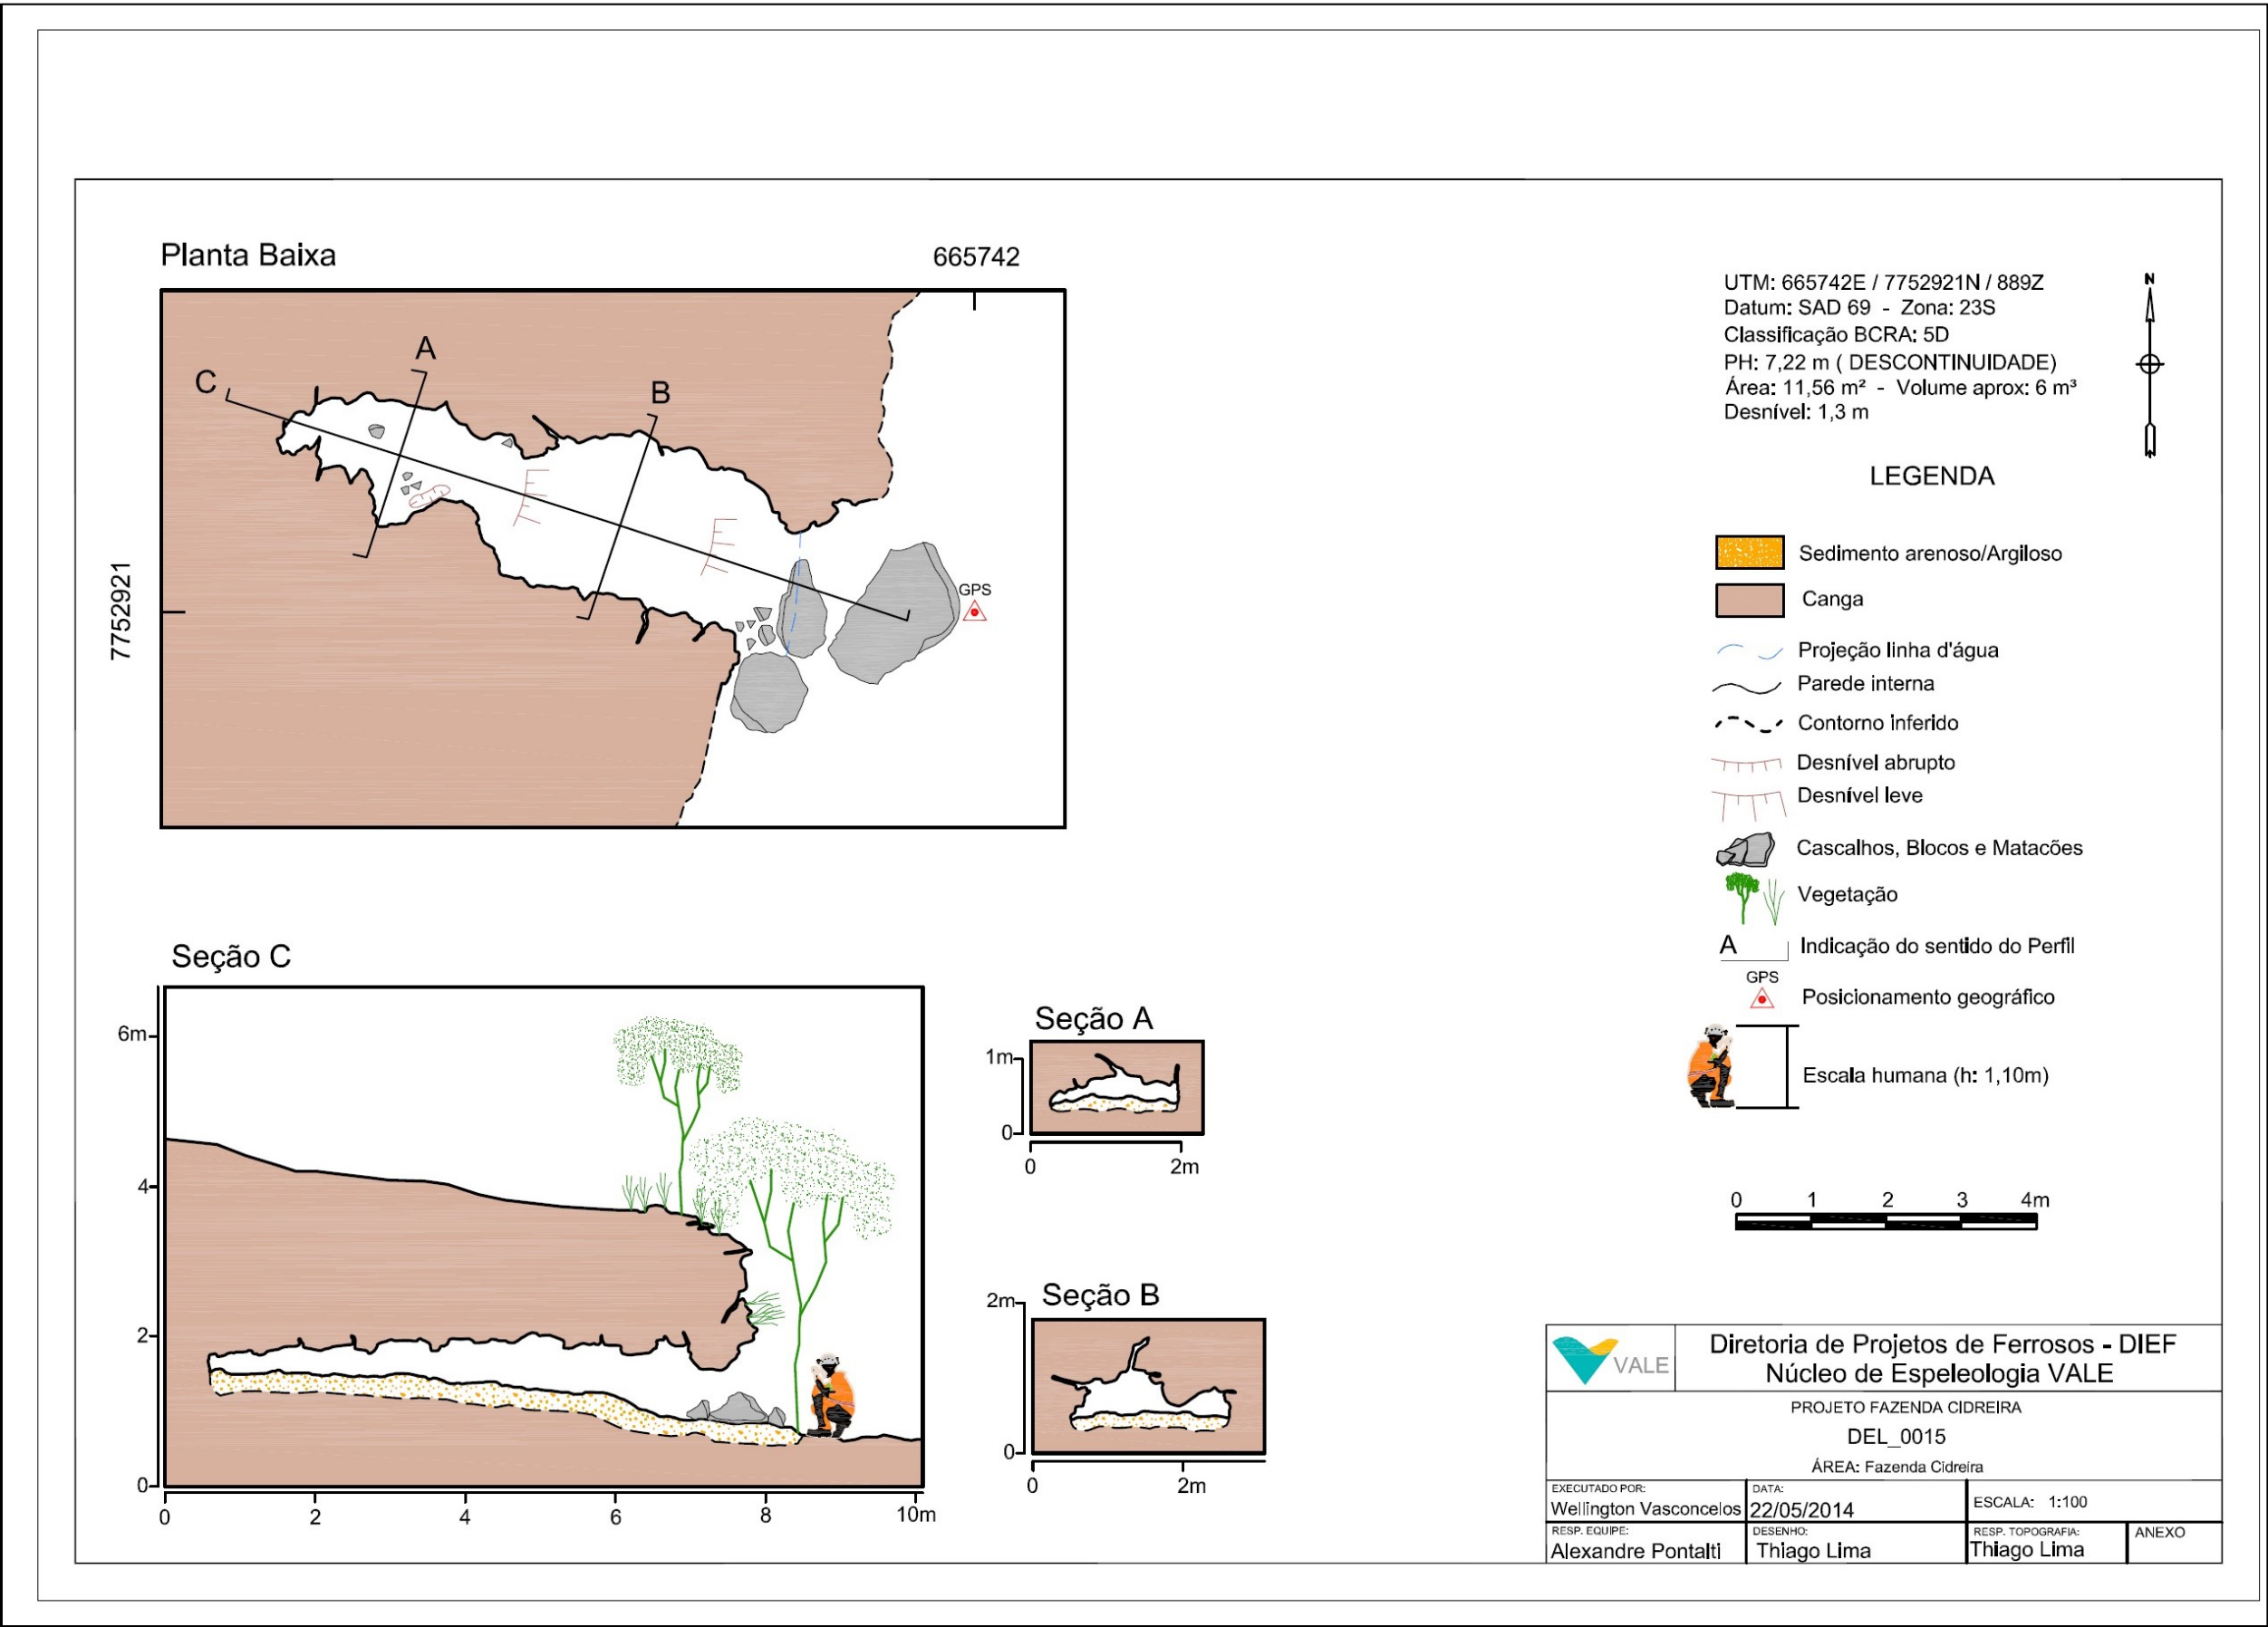 Planta Baixa
665742
7752921
A
B
C
GPS
UTM: 665742E / 7752921N / 889Z
Datum: SAD 69 - Zona: 23S
Classificação BCRA: 5D
PH: 7,22 m ( DESCONTINUIDADE)
Área: 11,56 m² - Volume aprox: 6 m³
Desnível: 1,3 m
N
LEGENDA
Sedimento arenoso/Argiloso
Canga
Projeção linha d'água
Parede interna
Contorno inferido
Desnível abrupto
Desnível leve
Cascalhos, Blocos e Matacões
Vegetação
A Indicação do sentido do Perfil
GPS
Posicionamento geográfico
Escala humana (h: 1,10m)
0 1 2 3 4m
Seção C
6m
4
2
0
0 2 4 6 8 10m
Seção A
1m
0
0 2m
Seção B
2m
0
0 2m
VALE
Diretoria de Projetos de Ferrosos - DIEF
Núcleo de Espeleologia VALE
PROJETO FAZENDA CIDREIRA
DEL_0015
ÁREA: Fazenda Cidreira
EXECUTADO POR:
Wellington Vasconcelos
DATA:
22/05/2014
ESCALA: 1:100
RESP. EQUIPE:
Alexandre Pontalti
DESENHO:
Thiago Lima
RESP. TOPOGRAFIA:
Thiago Lima
ANEXO